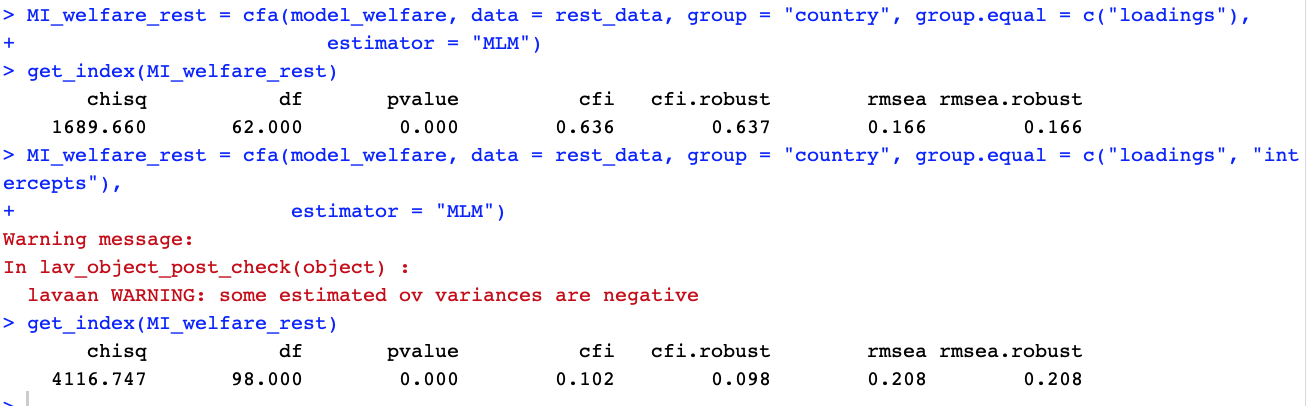 > MI_welfare_rest = cfa(model_welfare, data = rest_data, group = "country", group.equal = c("loadings"),
+                           estimator = "MLM")
> get_index(MI_welfare_rest)
       chisq           df       pvalue          cfi   cfi.robust        rmsea rmsea.robust
    1689.660       62.000        0.000        0.636        0.637        0.166        0.166
> MI_welfare_rest = cfa(model_welfare, data = rest_data, group = "country", group.equal = c("loadings", "int
ercepts"),
+                        estimator = "MLM")
Warning message:
In lav_object_post_check(object) :
  lavaan WARNING: some estimated ov variances are negative
> get_index(MI_welfare_rest)
       chisq           df       pvalue          cfi   cfi.robust        rmsea rmsea.robust
    4116.747       98.000        0.000        0.102        0.098        0.208        0.208
>